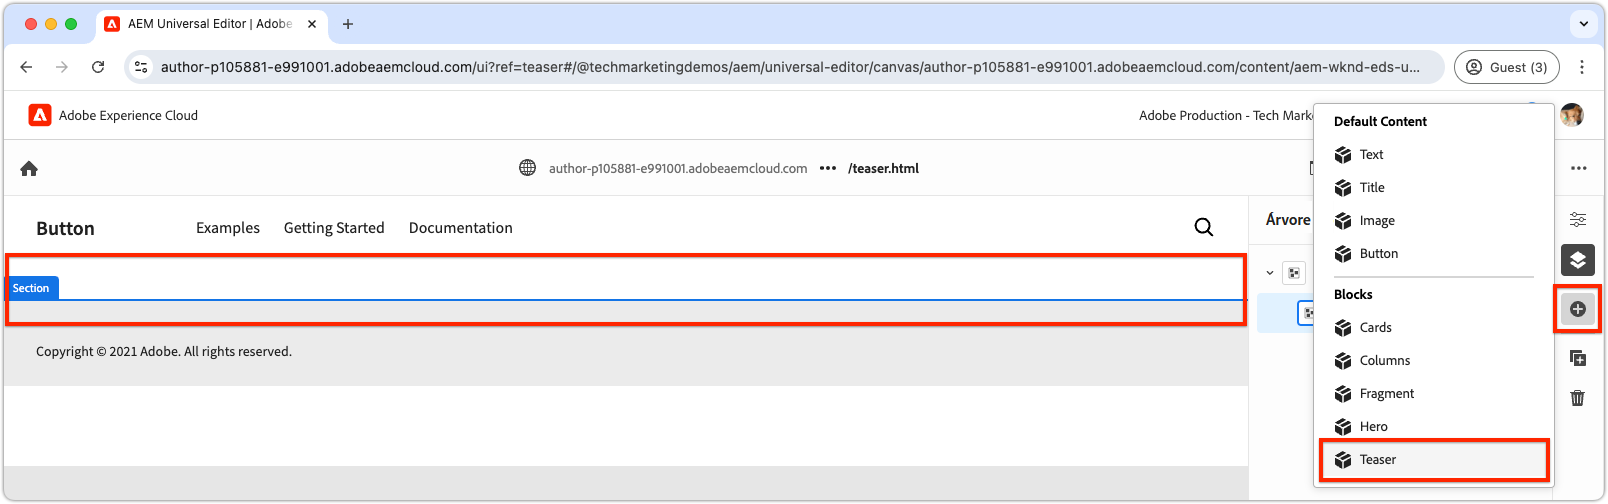 AEM Universal Editor | Adobe
author-p105881-e991001.adobeaemcloud.com/ui?ref=teaser#/@techmarketingdemos/aem/universal-editor/canvas/author-p105881-e991001.adobeaemcloud.com/content/aem-wknd-eds-u...
Guest (3)
Adobe Experience Cloud
Adobe Production - Tech Marke
author-p105881-e991001.adobeaemcloud.com ••• /teaser.html
Button
Examples
Getting Started
Documentation
Árvore
Section
Copyright © 2021 Adobe. All rights reserved.
Default Content
Text
Title
Image
Button
Blocks
Cards
Columns
Fragment
Hero
Teaser